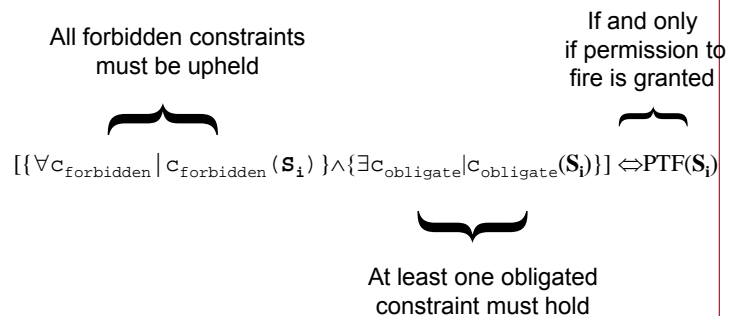 All forbidden constraints
must be upheld
If and only
if permission to
fire is granted
[{∀c_forbidden|c_forbidden(S_i)}∧{∃c_obligate|c_obligate(S_i)}] ⇔PTF(S_i)
At least one obligated
constraint must hold